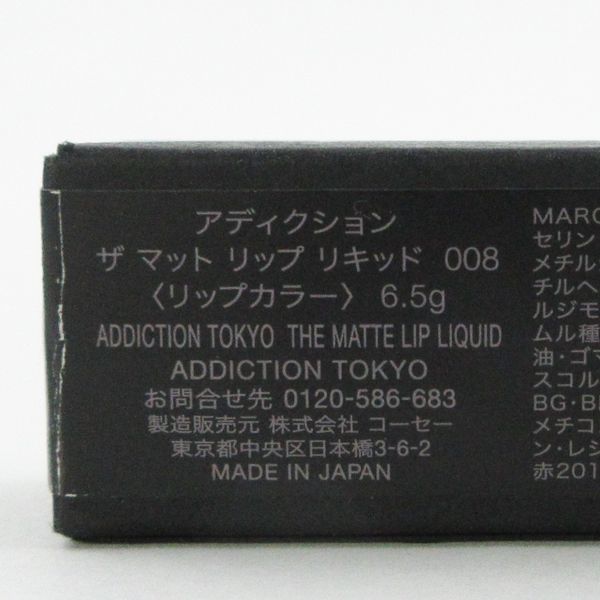 アディクション
ザ マット リップ リキッド 008
〈リップカラー〉 6.5g
ADDICTION TOKYO THE MATTE LIP LIQUID
ADDICTION TOKYO
お問合せ先 0120-586-683
製造販売元 株式会社 コーセー
東京都中央区日本橋3-6-2
MADE IN JAPAN
MARC
セリン
メチル
チルヘ
ルジモ
ムル種
油・ゴマ
スコル
BG・B
メチコ
ン・レジ
赤201